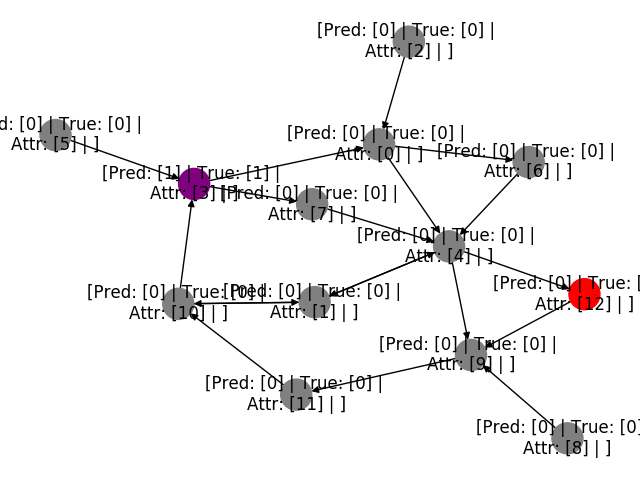 [Pred: [0] | True: [0] |
Attr: [2] | ]
d: [0] | True: [0] |
Attr: [5] | ]
[Pred: [0] | True: [0] |
Attr: [0] | ]
[Pred: [0] | True: [0] |
Attr: [6] | ]
[Pred: [1] | True: [1] |
Attr: [3] | ]
[Pred: [0] | True: [0] |
Attr: [7] | ]
[Pred: [0] | True: [0] |
Attr: [4] | ]
[Pred: [0] | True: [0]
Attr: [12] | ]
[Pred: [0] | True: [0] |
Attr: [10] | ]
[Pred: [0] | True: [0] |
Attr: [1] | ]
[Pred: [0] | True: [0] |
Attr: [9] | ]
[Pred: [0] | True: [0] |
Attr: [11] | ]
[Pred: [0] | True: [0]
Attr: [8] | ]